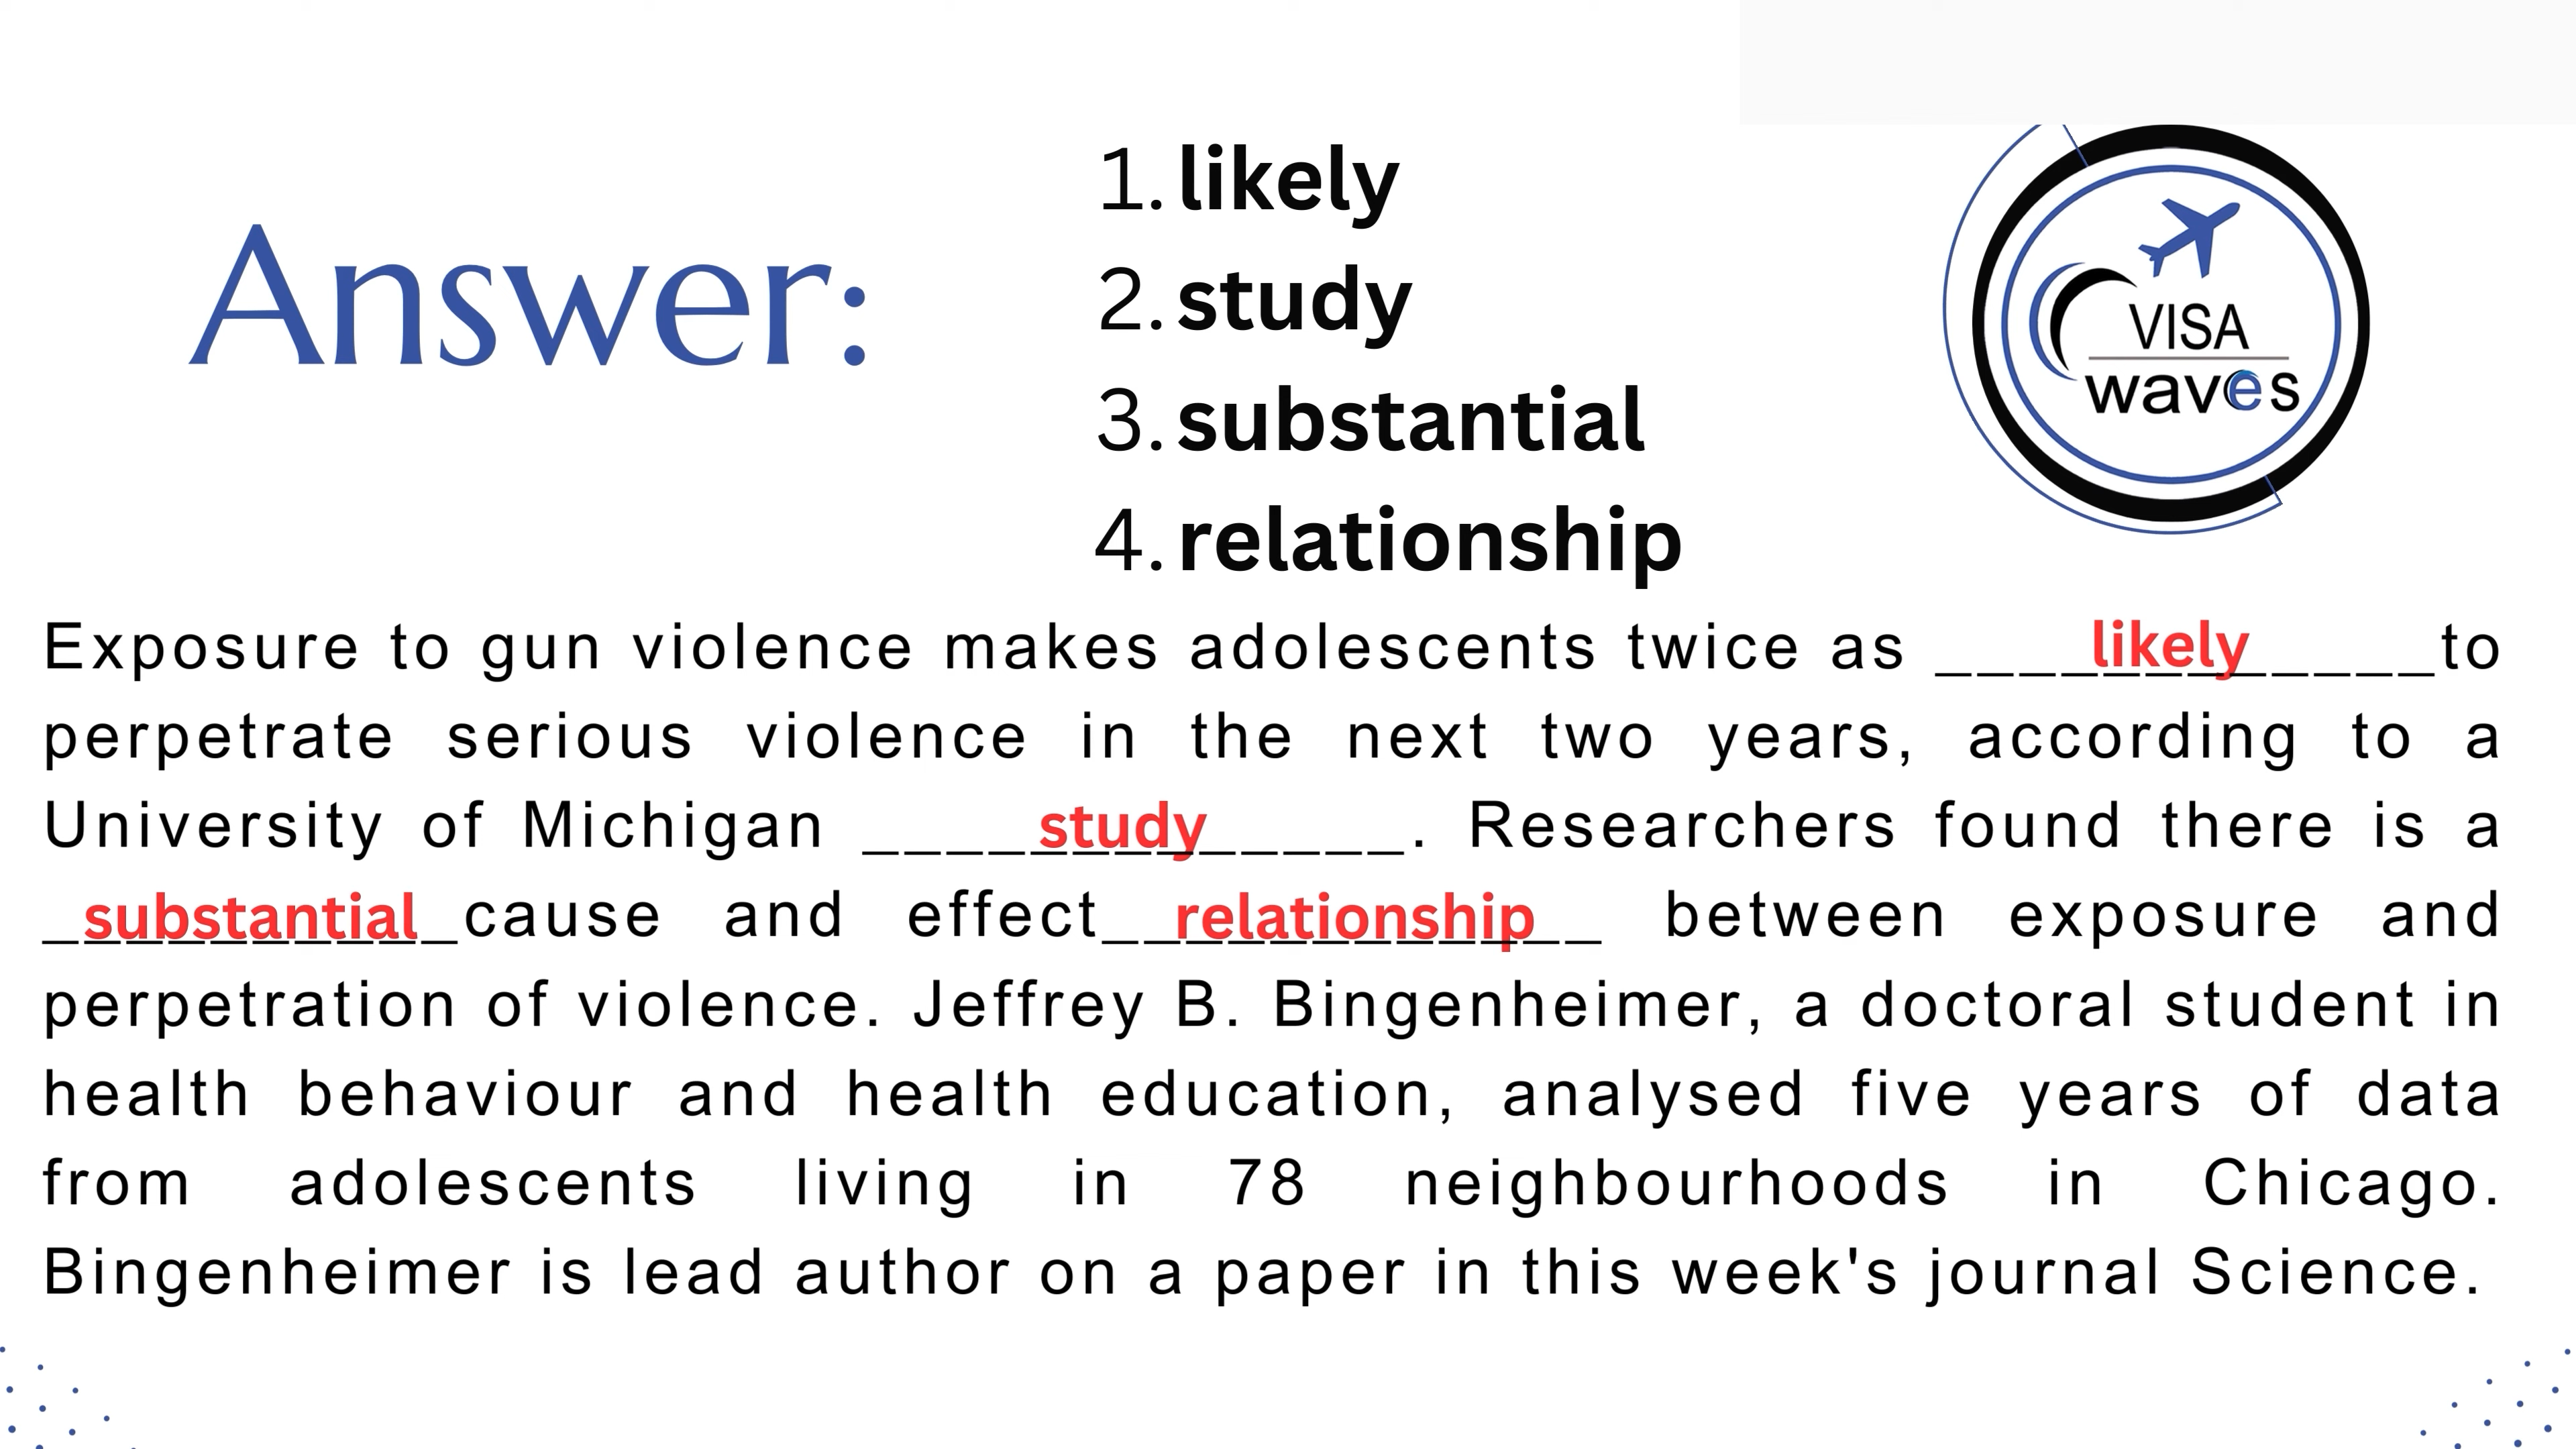 Answer:
1. likely
2. study
3. substantial
4. relationship
VISA
waves
Exposure to gun violence makes adolescents twice as ____likely_____to
perpetrate serious violence in the next two years, according to a
University of Michigan ____study_____. Researchers found there is a
_substantial_cause and effect__relationship__ between exposure and
perpetration of violence. Jeffrey B. Bingenheimer, a doctoral student in
health behaviour and health education, analysed five years of data
from adolescents living in 78 neighbourhoods in Chicago.
Bingenheimer is lead author on a paper in this week's journal Science.